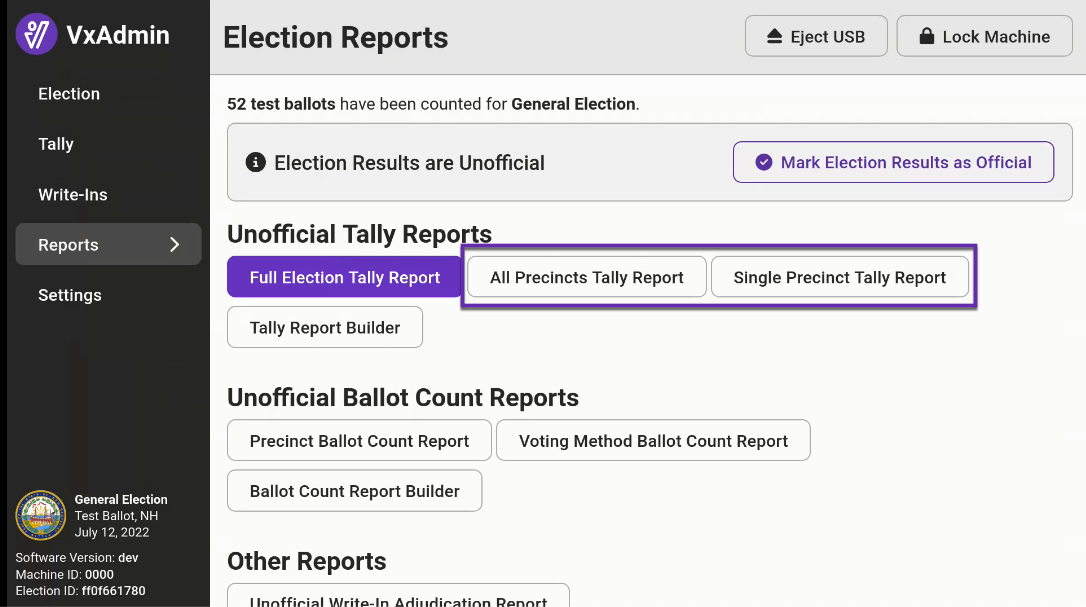 VxAdmin
Election
Tally
Write-Ins
Reports
Settings
General Election
Test Ballot, NH
July 12, 2022
Software Version: dev
Machine ID: 0000
Election ID: ff0f661780
Election Reports
Eject USB
Lock Machine
52 test ballots have been counted for General Election.
Election Results are Unofficial
Mark Election Results as Official
Unofficial Tally Reports
Full Election Tally Report
All Precincts Tally Report
Single Precinct Tally Report
Tally Report Builder
Unofficial Ballot Count Reports
Precinct Ballot Count Report
Voting Method Ballot Count Report
Ballot Count Report Builder
Other Reports
Unofficial Write-In Adjudication Report